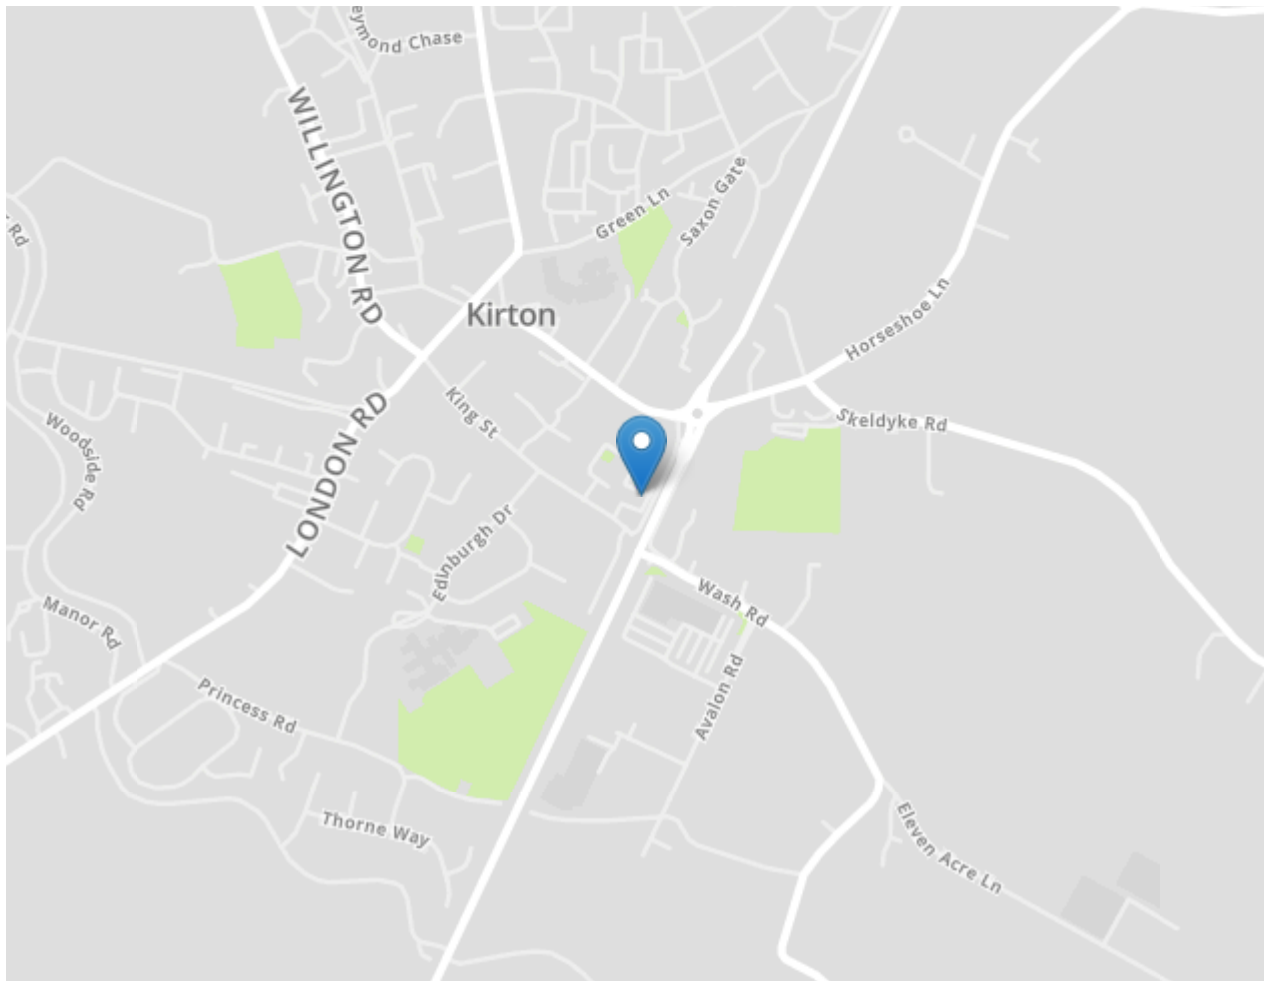 eymond Chase
WILLINGTON RD
Green Ln
Saxon Gate
Rd
Horseshoe Ln
Kirton
King St
LONDON RD
Skeldyke Rd
Woodside Rd
Edinburgh Dr
Wash Rd
Manor Rd
Avalon Rd
Princess Rd
Thorne Way
Eleven Acre Ln